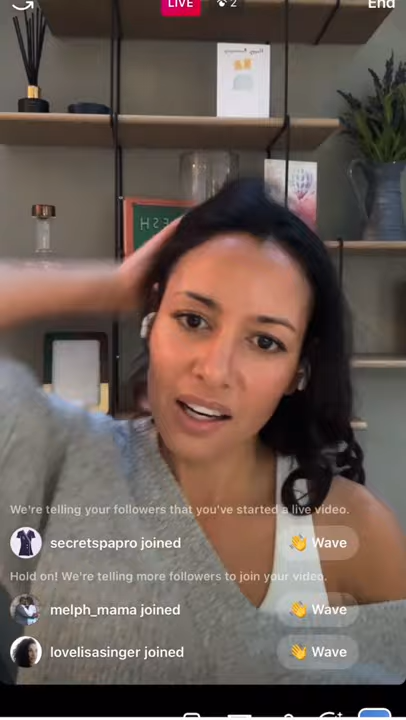 LIVE
2
End
We're telling your followers that you've started a live video.
secretspapro joined
👋 Wave
Hold on! We're telling more followers to join your video.
melph_mama joined
👋 Wave
lovelisasinger joined
👋 Wave